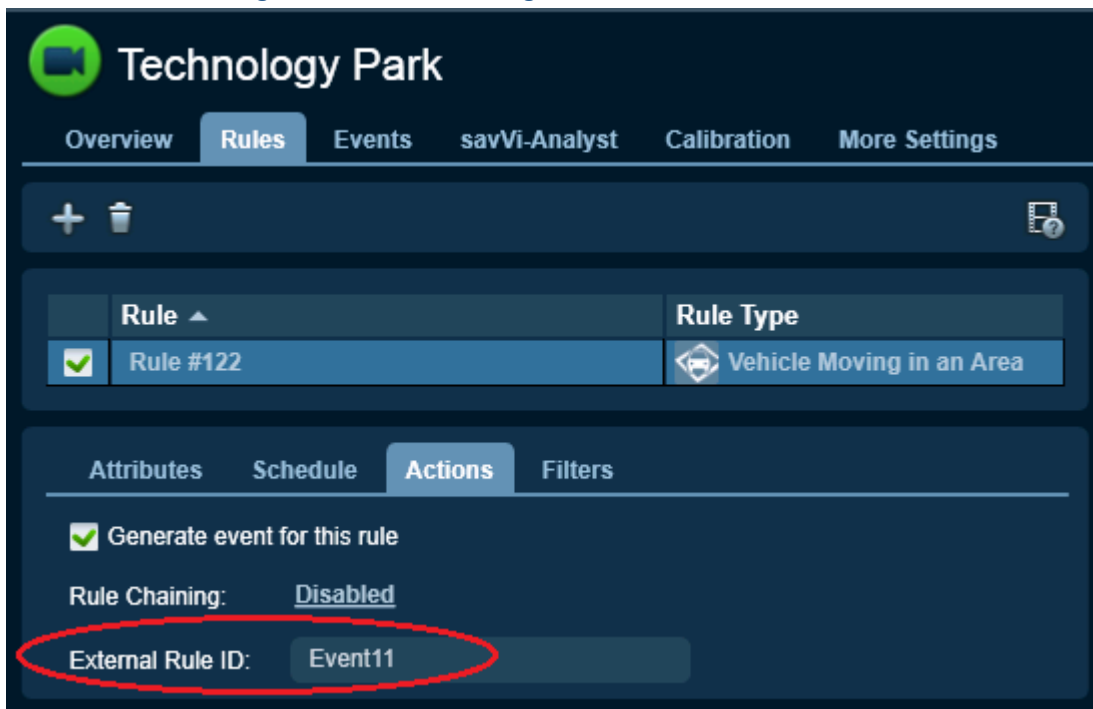 Technology Park
Overview Rules Events savVi-Analyst Calibration More Settings
Rule Rule Type
Rule #122 Vehicle Moving in an Area
Attributes Schedule Actions Filters
Generate event for this rule
Rule Chaining: Disabled
External Rule ID: Event11